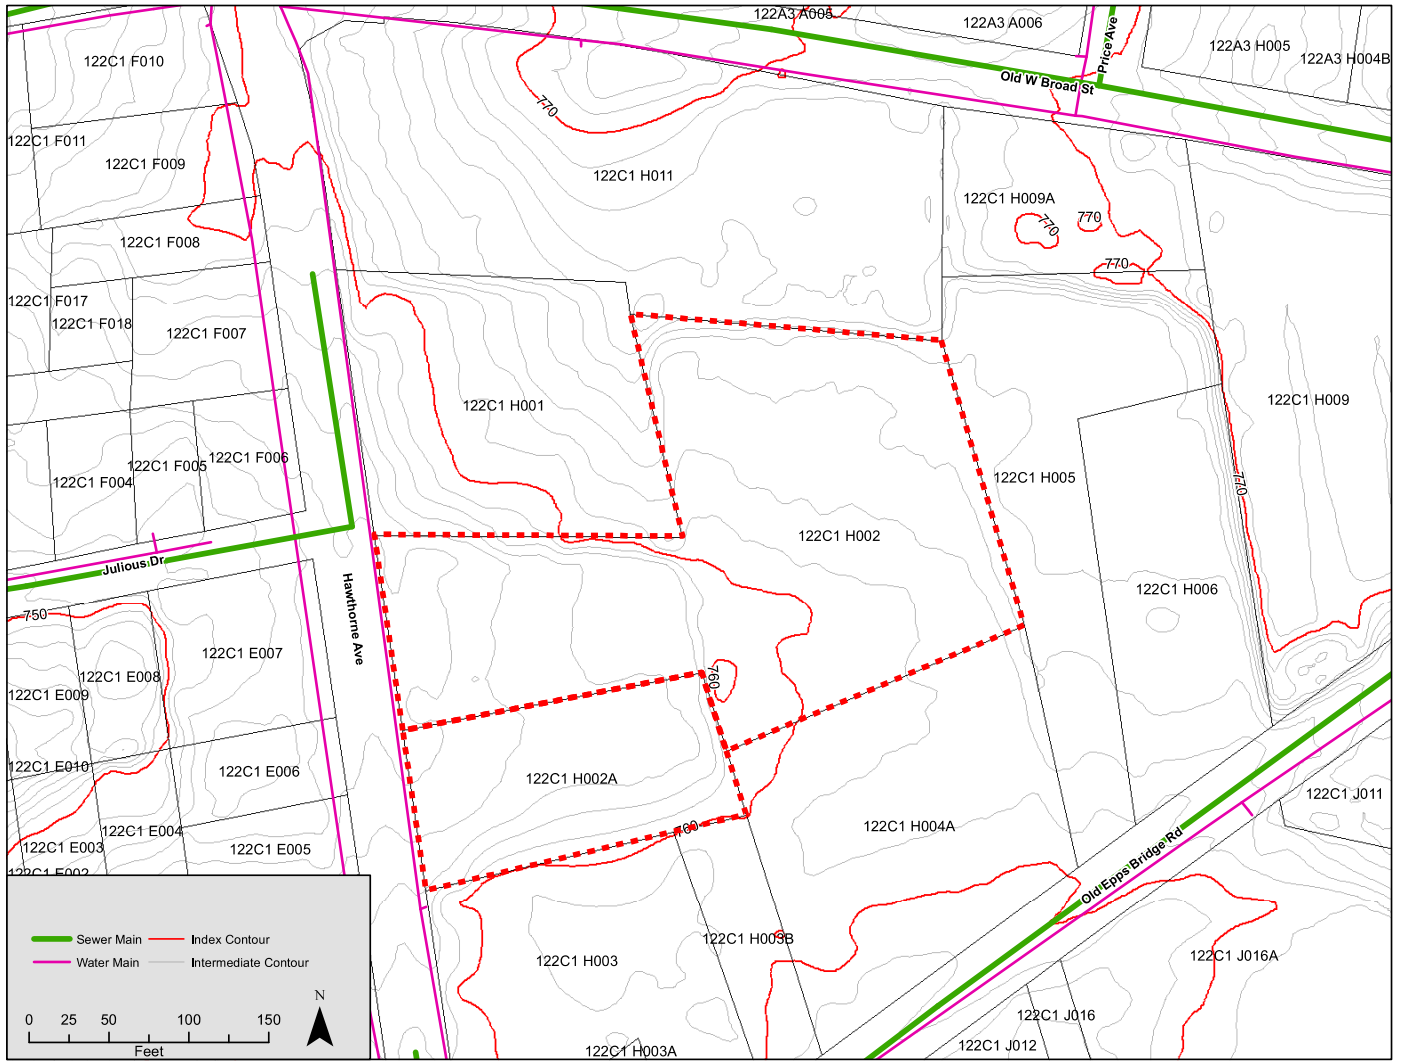 122A3 A005
122A3 A006
Price Ave
122A3 H005
122A3 H004B
122C1 F010
Old W Broad St
770
122C1 F011
122C1 F009
122C1 H011
122C1 H009A
770
770
122C1 F008
770
122C1 F017
122C1 F018
122C1 F007
122C1 H001
122C1 H009
122C1 F006
122C1 F005
122C1 F004
122C1 H005
770
122C1 H002
Julious Dr
122C1 H006
Hawthorne Ave
750
122C1 E007
122C1 E008
760
122C1 E009
122C1 E010
122C1 E006
122C1 H002A
122C1 J011
122C1 E004
760
122C1 H004A
122C1 E003
122C1 E005
Old Epps Bridge Rd
122C1 E002
122C1 H003B
122C1 H003
122C1 J016A
122C1 J016
122C1 J012
122C1 H003A
Sewer Main
Index Contour
Water Main
Intermediate Contour
N
0 25 50 100 150
Feet